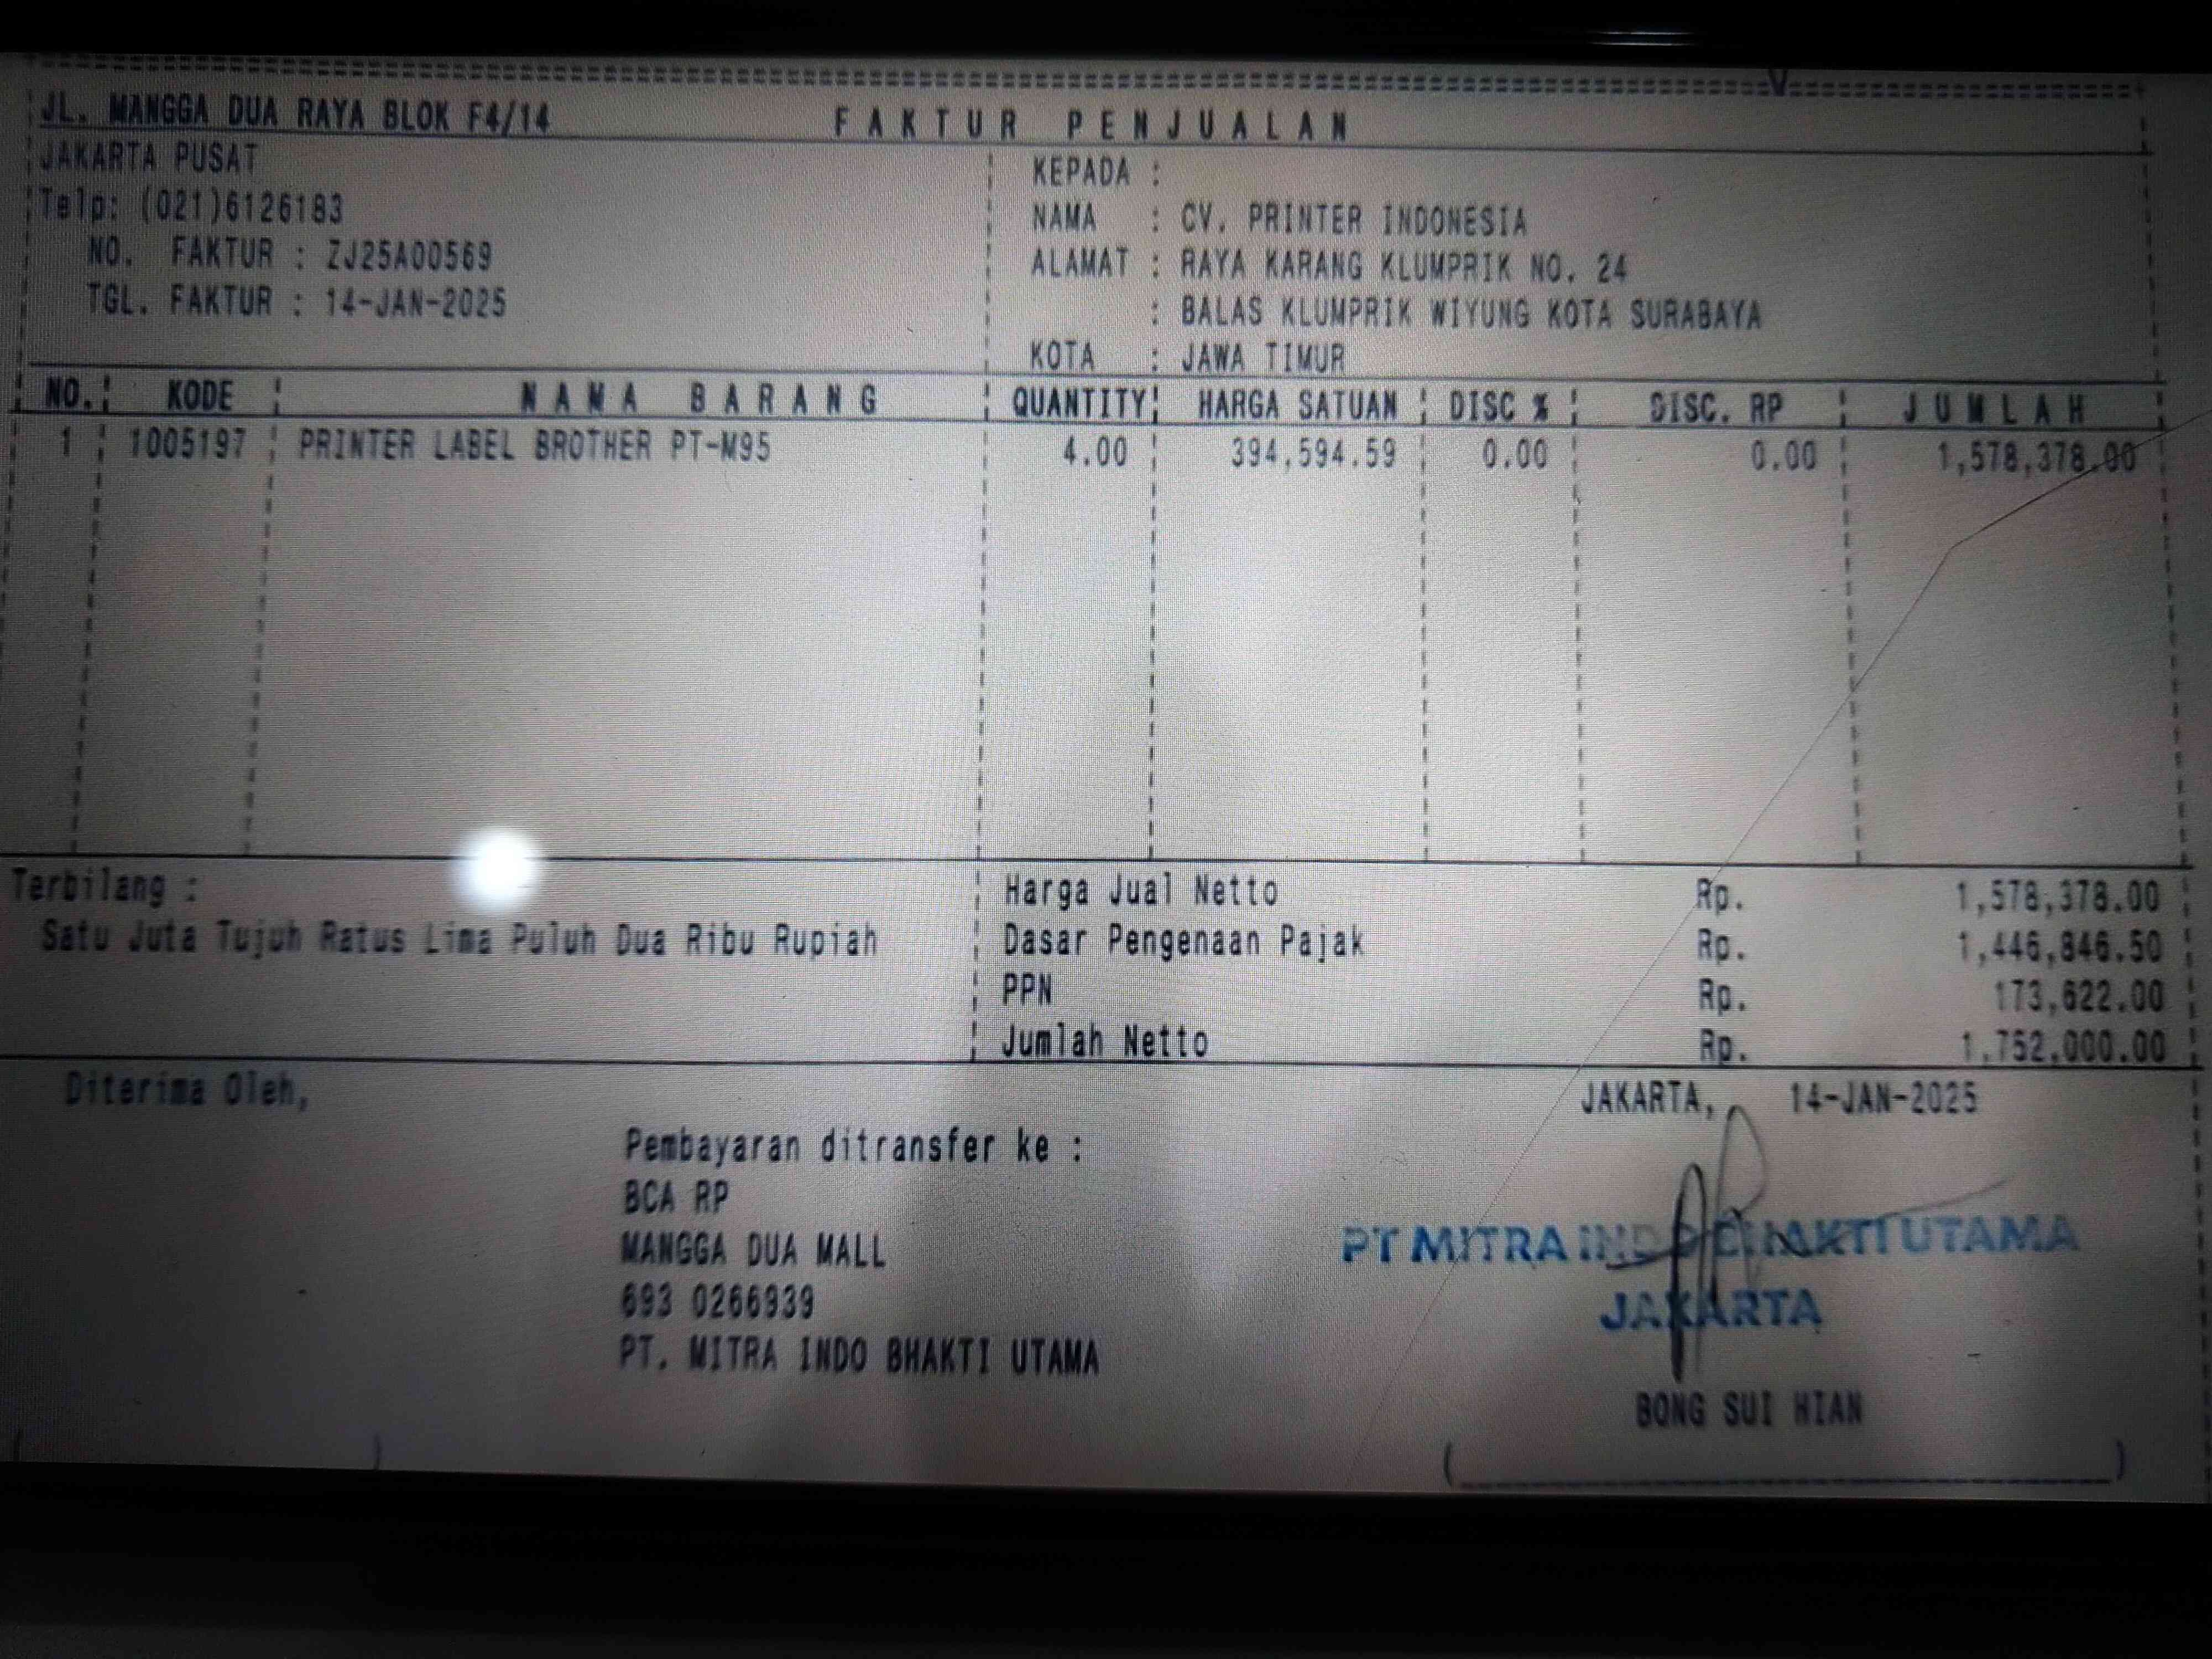 JL. MANGGA DUA RAYA BLOK F4/14
FAKTUR PENJUALAN
JAKARTA PUSAT
Telp: (021)6126183
NO. FAKTUR : ZJ25A00569
TGL. FAKTUR : 14-JAN-2025
KEPADA :
NAMA : CV. PRINTER INDONESIA
ALAMAT : RAYA KARANG KLUMPRIK NO. 24
: BALAS KLUMPRIK WIYUNG KOTA SURABAYA
KOTA : JAWA TIMUR
NO. KODE NAMA BARANG QUANTITY HARGA SATUAN DISC % DISC. RP JUMLAH
1 1005197 PRINTER LABEL BROTHER PT-M95 4.00 394,594.59 0.00 0.00 1,578,378.00
Terbilang :
Satu Juta Tujuh Ratus Lima Puluh Dua Ribu Rupiah
Harga Jual Netto Rp. 1,578,378.00
Dasar Pengenaan Pajak Rp. 1,446,846.50
PPN Rp. 173,622.00
Jumlah Netto Rp. 1,752,000.00
Diterima Oleh,
JAKARTA, 14-JAN-2025
Pembayaran ditransfer ke :
BCA RP
MANGGA DUA MALL
693 0266939
PT. MITRA INDO BHAKTI UTAMA
PT MITRA INDO BHAKTI UTAMA
JAKARTA
BONG SUI HIAN